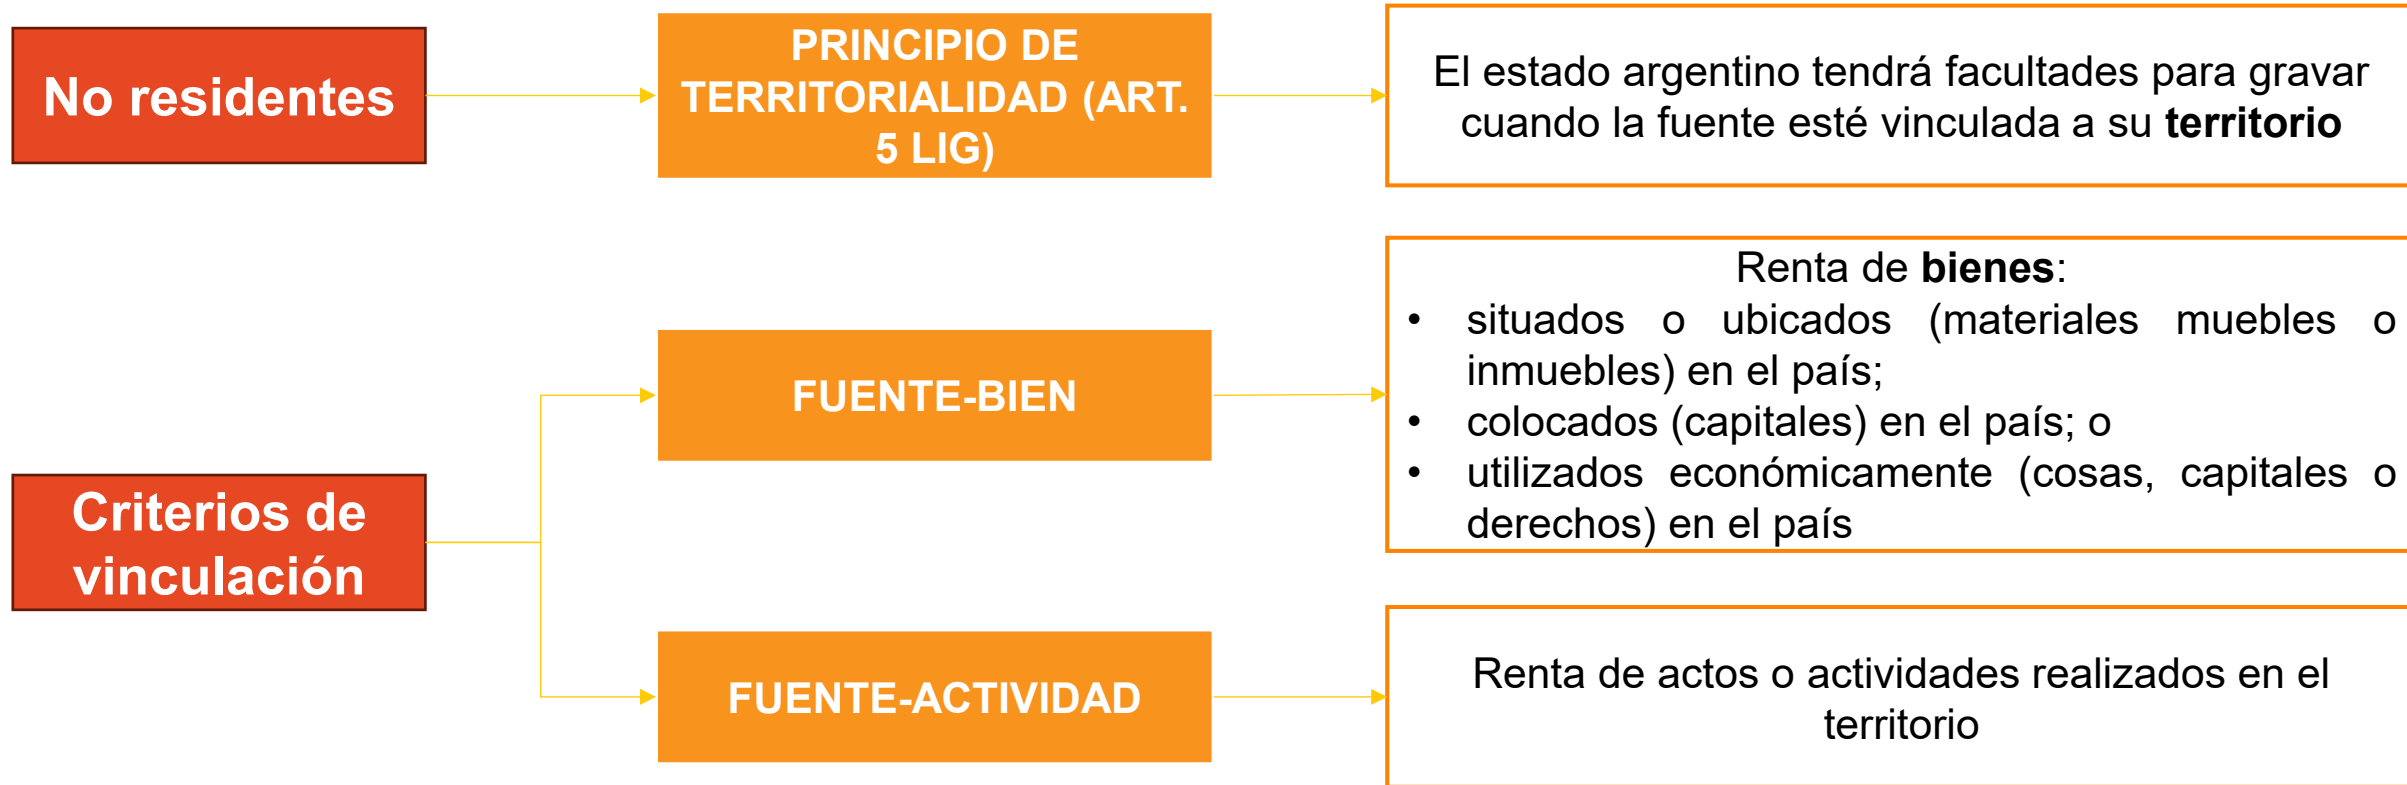 No residentes
PRINCIPIO DE
TERRITORIALIDAD (ART.
5 LIG)
El estado argentino tendrá facultades para gravar
cuando la fuente esté vinculada a su territorio
Criterios de
vinculación
FUENTE-BIEN
Renta de bienes:
• situados o ubicados (materiales muebles o
inmuebles) en el país;
• colocados (capitales) en el país; o
• utilizados económicamente (cosas, capitales o
derechos) en el país
FUENTE-ACTIVIDAD
Renta de actos o actividades realizados en el
territorio